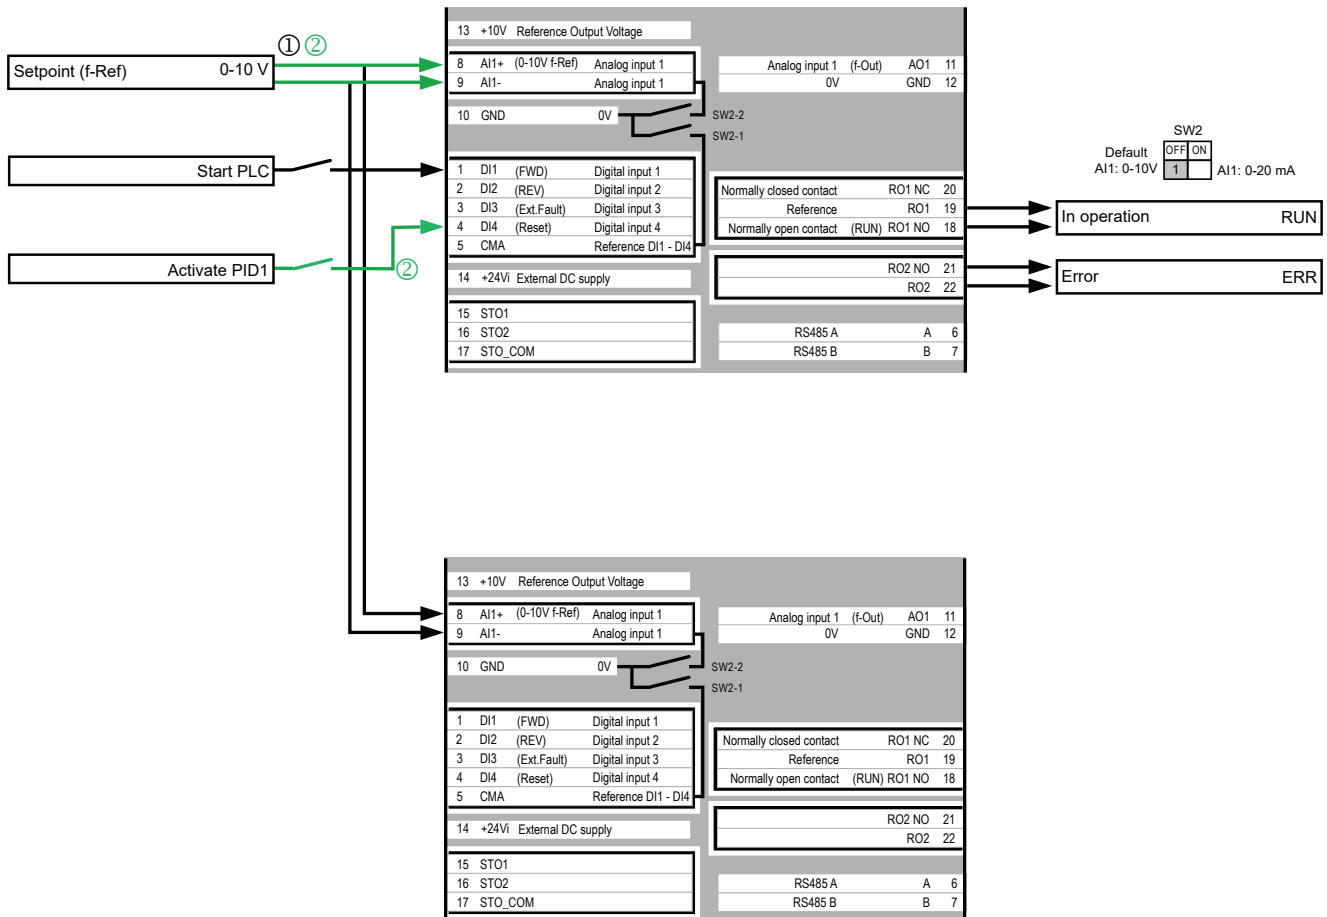 13 +10V Reference Output Voltage
① ②
Setpoint (f-Ref) 0-10 V
8 AI1+ (0-10V f-Ref) Analog input 1
9 AI1- Analog input 1
Analog input 1 (f-Out) AO1 11
0V GND 12
10 GND 0V
SW2-2
SW2-1
SW2
OFF ON
Default
AI1: 0-10V 1 AI1: 0-20 mA
Start PLC
1 DI1 (FWD) Digital input 1
2 DI2 (REV) Digital input 2
3 DI3 (Ext.Fault) Digital input 3
4 DI4 (Reset) Digital input 4
5 CMA Reference DI1 - DI4
Normally closed contact RO1 NC 20
Reference RO1 19
Normally open contact (RUN) RO1 NO 18
In operation RUN
Activate PID1
②
14 +24Vi External DC supply
RO2 NO 21
RO2 22
Error ERR
15 STO1
16 STO2
17 STO_COM
RS485 A A 6
RS485 B B 7
13 +10V Reference Output Voltage
8 AI1+ (0-10V f-Ref) Analog input 1
9 AI1- Analog input 1
Analog input 1 (f-Out) AO1 11
0V GND 12
10 GND 0V
SW2-2
SW2-1
1 DI1 (FWD) Digital input 1
2 DI2 (REV) Digital input 2
3 DI3 (Ext.Fault) Digital input 3
4 DI4 (Reset) Digital input 4
5 CMA Reference DI1 - DI4
Normally closed contact RO1 NC 20
Reference RO1 19
Normally open contact (RUN) RO1 NO 18
14 +24Vi External DC supply
RO2 NO 21
RO2 22
15 STO1
16 STO2
17 STO_COM
RS485 A A 6
RS485 B B 7